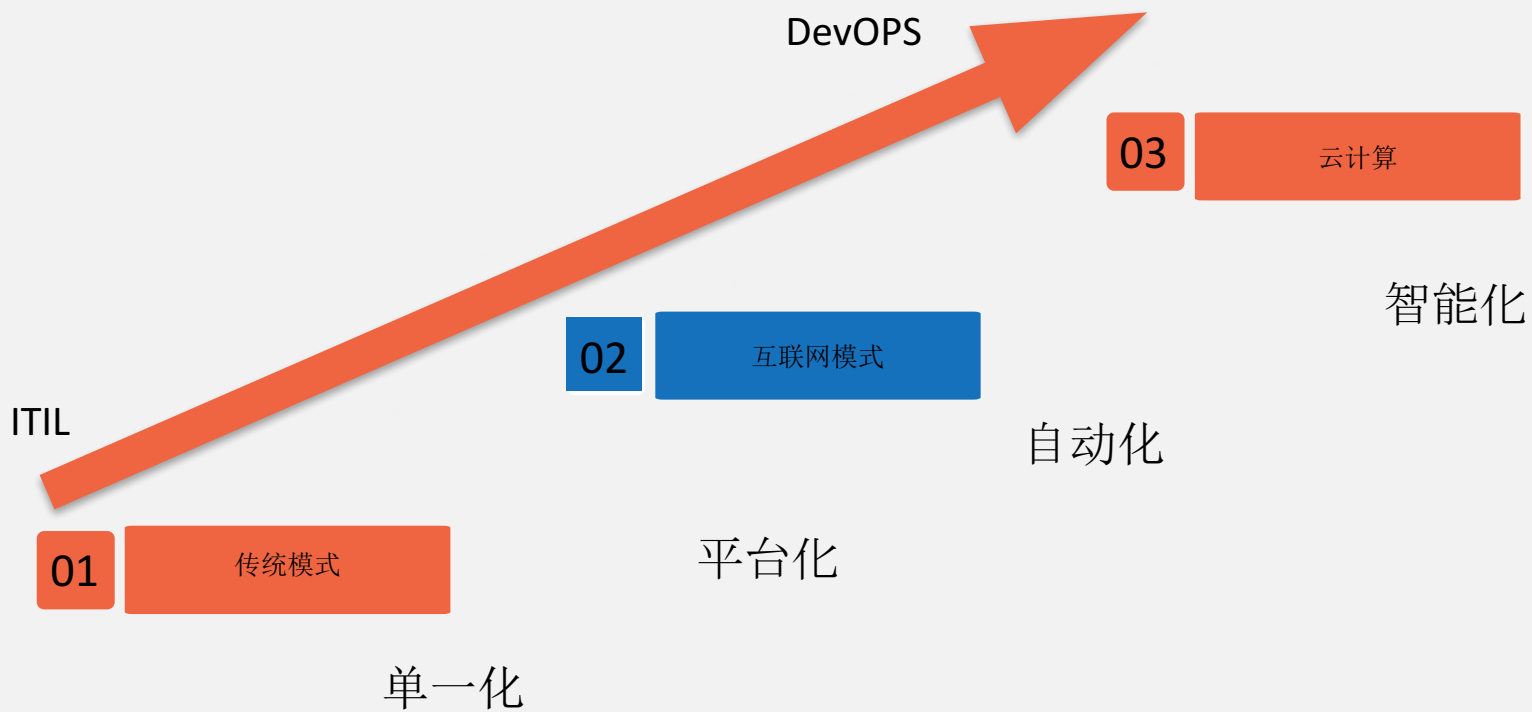 DevOPS
03
云计算
智能化
02
互联网模式
ITIL
自动化
01
传统模式
平台化
单一化